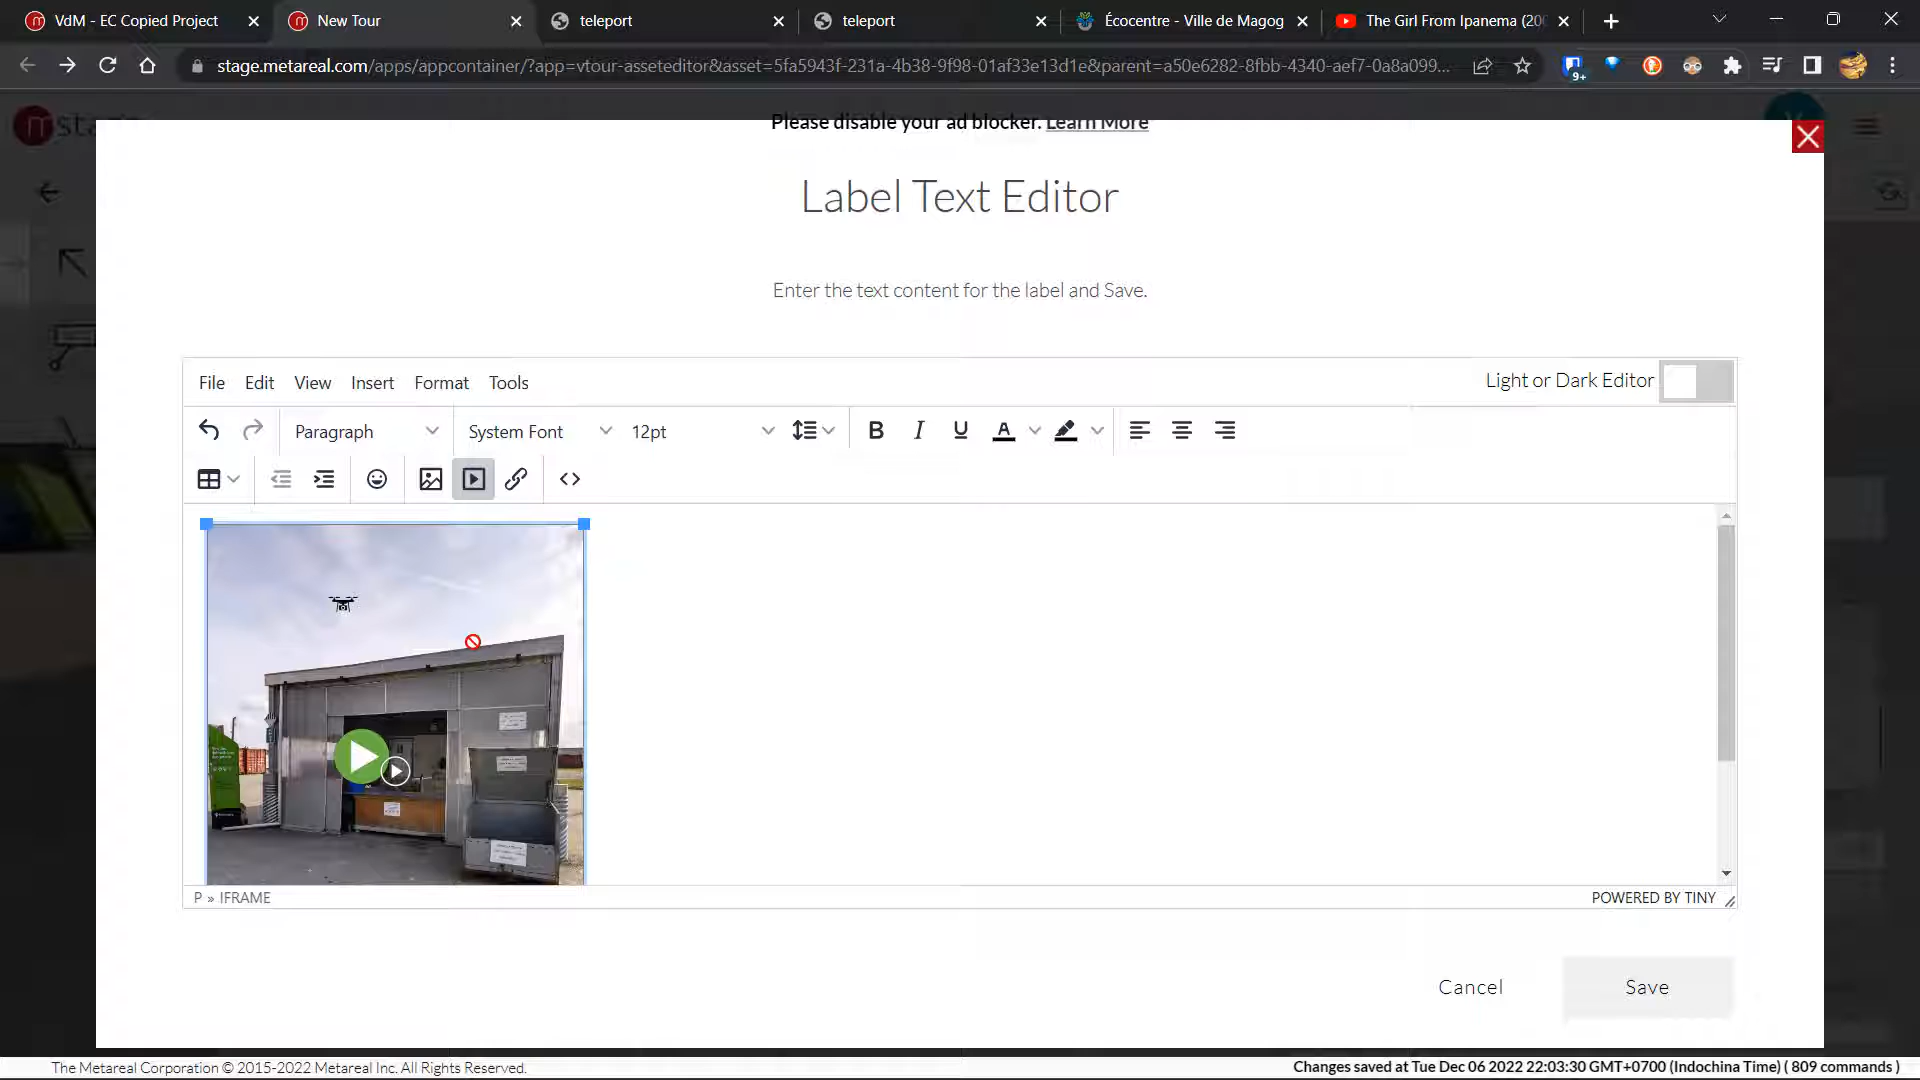 VdM - EC Copied Project
New Tour
teleport
teleport
Écocentre - Ville de Magog
The Girl From Ipanema (200
stage.metareal.com/apps/appcontainer/?app=vtour-asseteditor&asset=5fa5943f-231a-4b38-9f98-01af33e13d1e&parent=a50e6282-8fbb-4340-aef7-0a8a099...
9+
Please disable your ad blocker. Learn More
Label Text Editor
Enter the text content for the label and Save.
File Edit View Insert Format Tools
Light or Dark Editor
Paragraph
System Font
12pt
P » IFRAME
POWERED BY TINY
Cancel
Save
The Metareal Corporation © 2015-2022 Metareal Inc. All Rights Reserved.
Changes saved at Tue Dec 06 2022 22:03:30 GMT+0700 (Indochina Time) ( 809 commands )